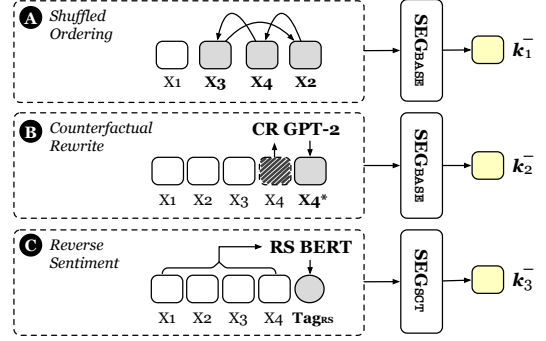 A Shuffled
Ordering
X1 X3 X4 X2
SEGBASE
k1−
B Counterfactual
Rewrite
CR GPT-2
X1 X2 X3 X4 X4*
SEGBASE
k2−
C Reverse
Sentiment
RS BERT
X1 X2 X3 X4 TagRS
SEGSCT
k3−